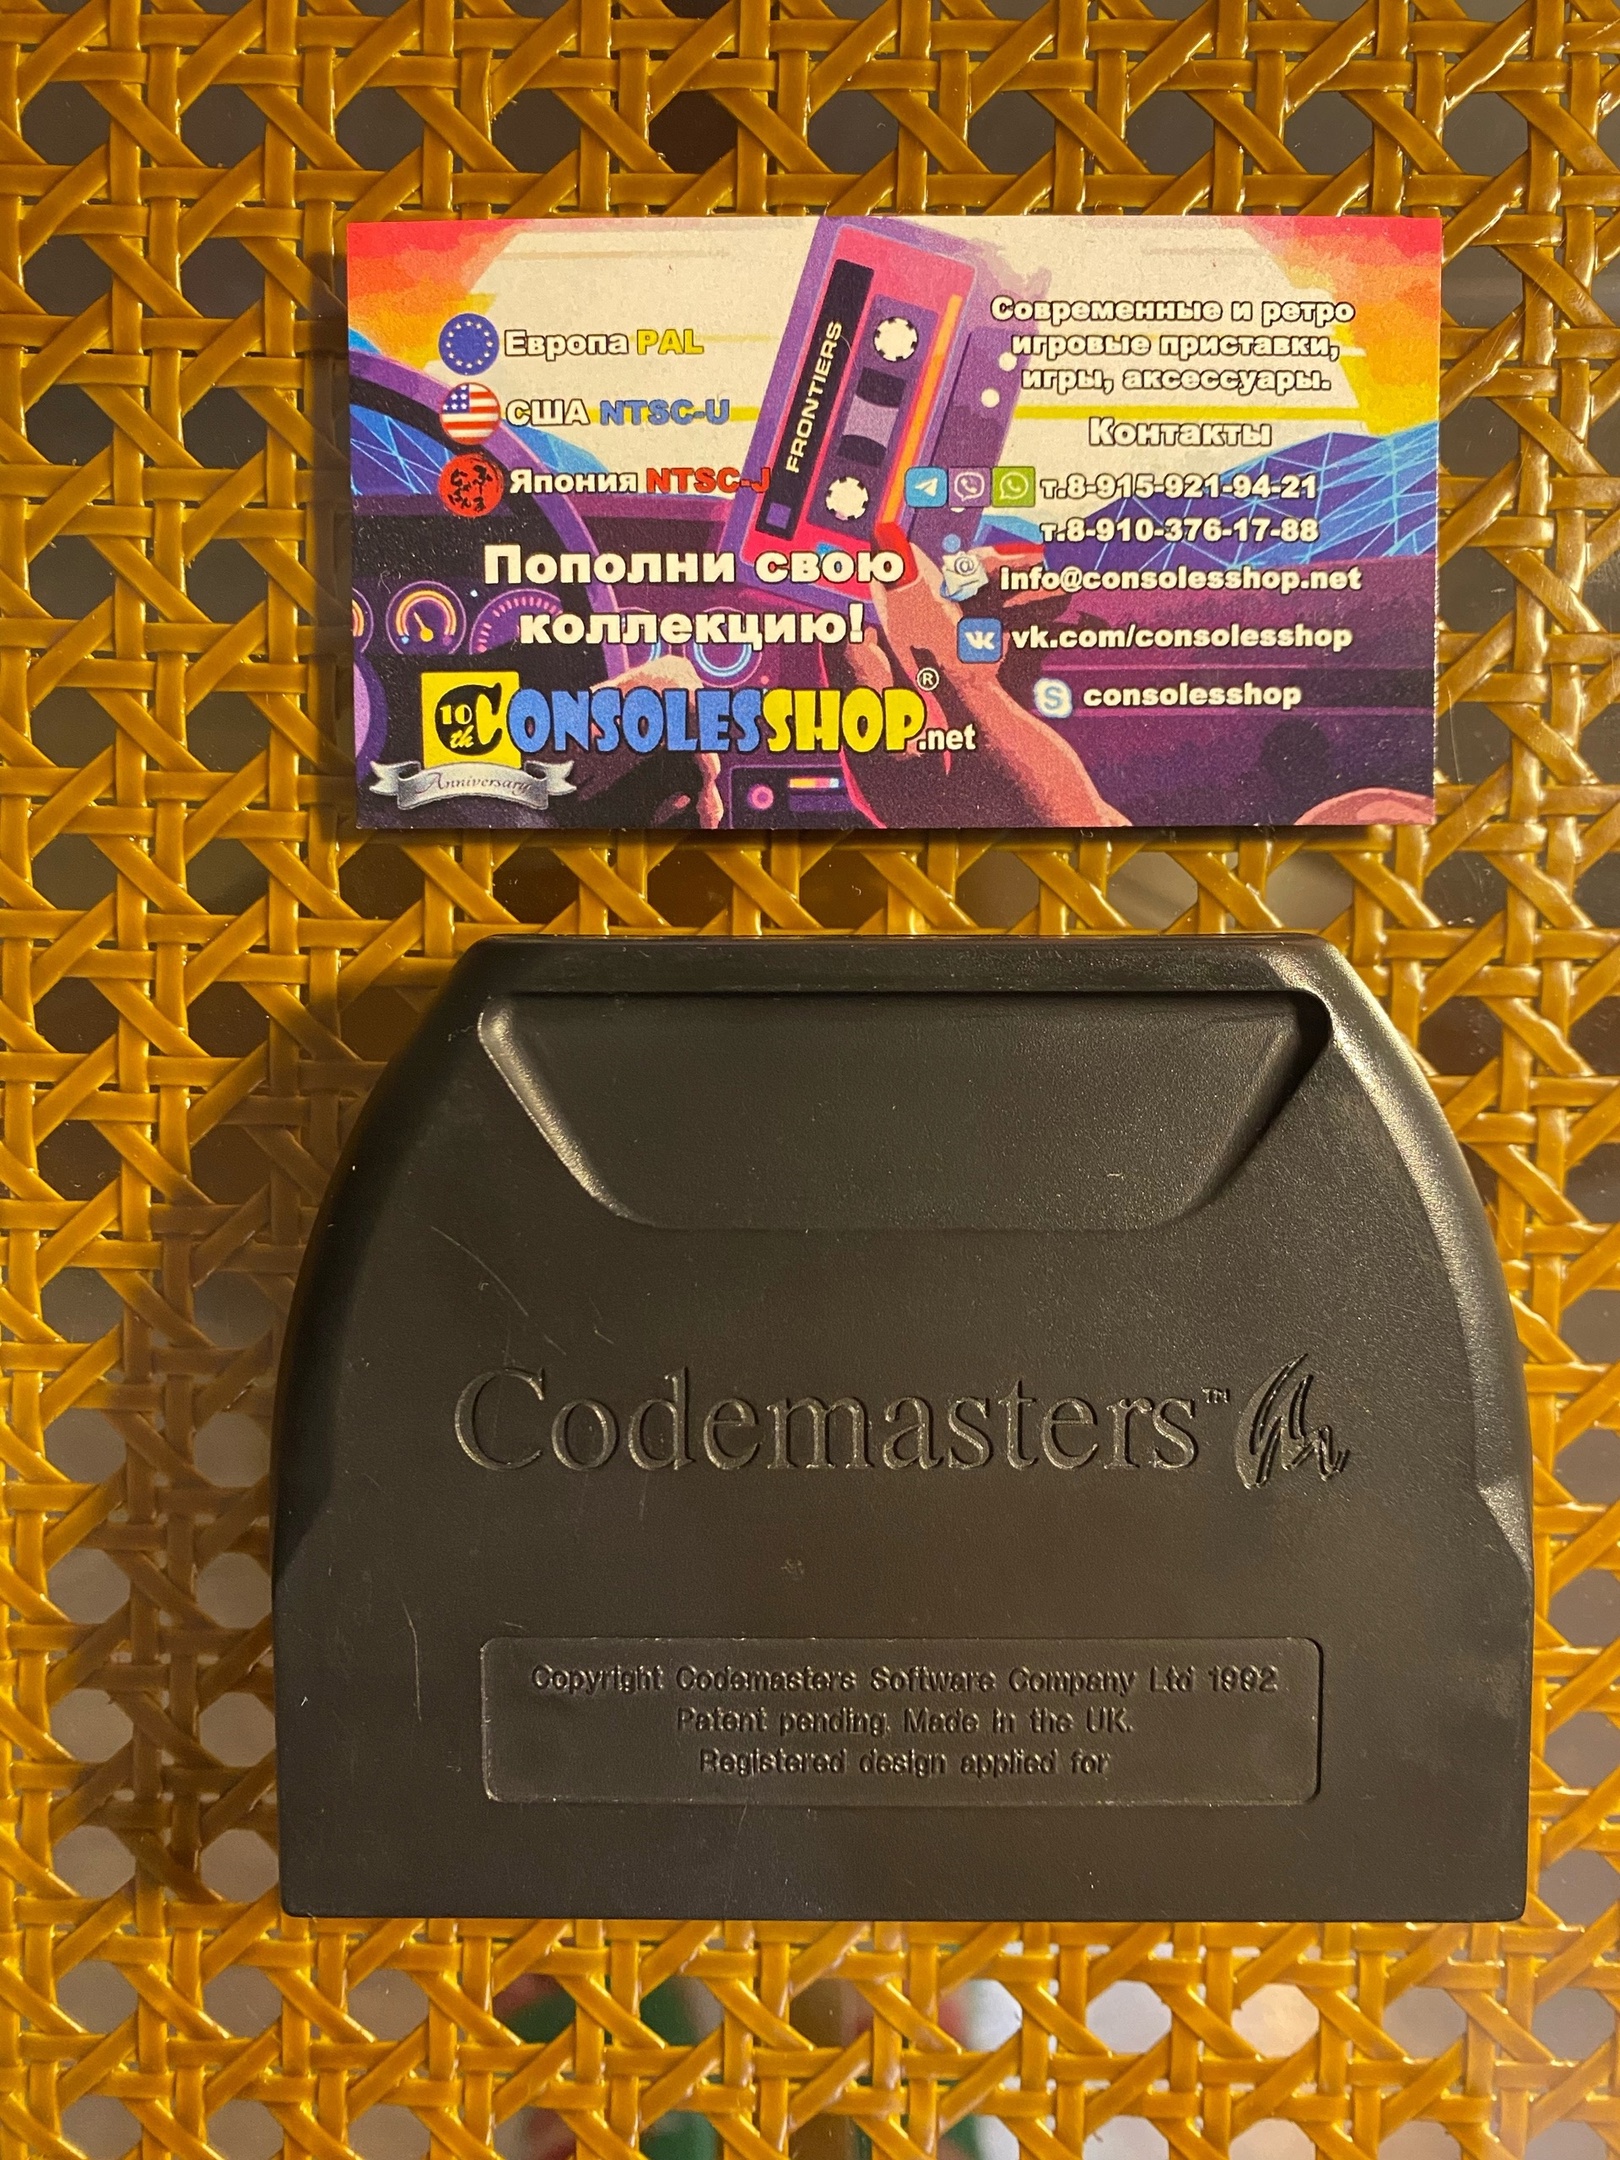 Европа PAL
США NTSC-U
Япония NTSC-J
Пополни свою
коллекцию!
10th
CONSOLESSHOP.net ®
Anniversary
FRONTIERS
Современные и ретро
игровые приставки,
игры, аксессуары.
Контакты
т.8-915-921-94-21
т.8-910-376-17-88
info@consolesshop.net
vk.com/consolesshop
consolesshop
Codemasters™
Copyright Codemasters Software Company Ltd 1992
Patent pending. Made in the UK.
Registered design applied for